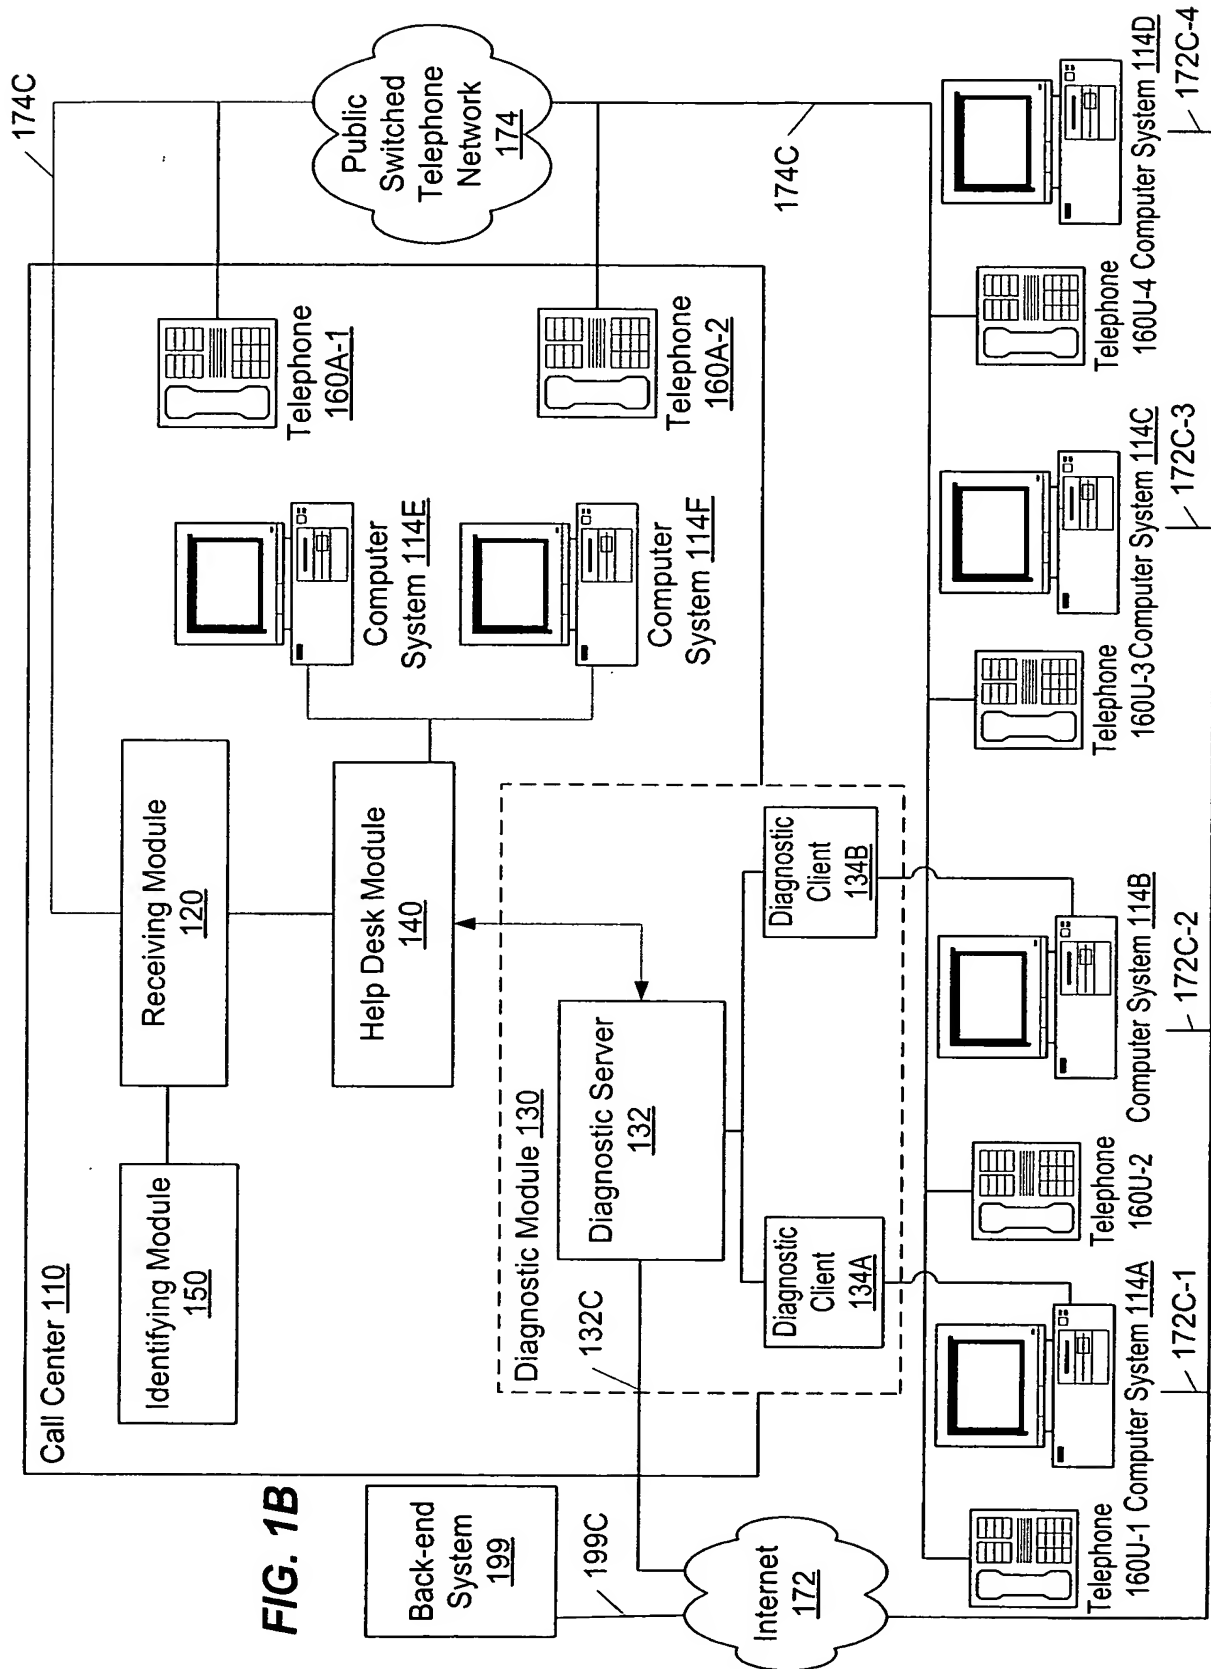 Call Center 110
Identifying Module
150
Receiving Module
120
174C
Help Desk Module
140
Computer
System 114E
Computer
System 114F
Telephone
160A-1
Telephone
160A-2
Public
Switched
Telephone
Network
174
174C
FIG. 1B
Back-end
System
199
199C
Internet
172
132C
Diagnostic Module 130
Diagnostic Server
132
Diagnostic
Client
134A
Diagnostic
Client
134B
Telephone
160U-1
Computer System 114A
172C-1
Telephone
160U-2
Computer System 114B
172C-2
Telephone
160U-3
Computer System 114C
172C-3
Telephone
160U-4
Computer System 114D
172C-4